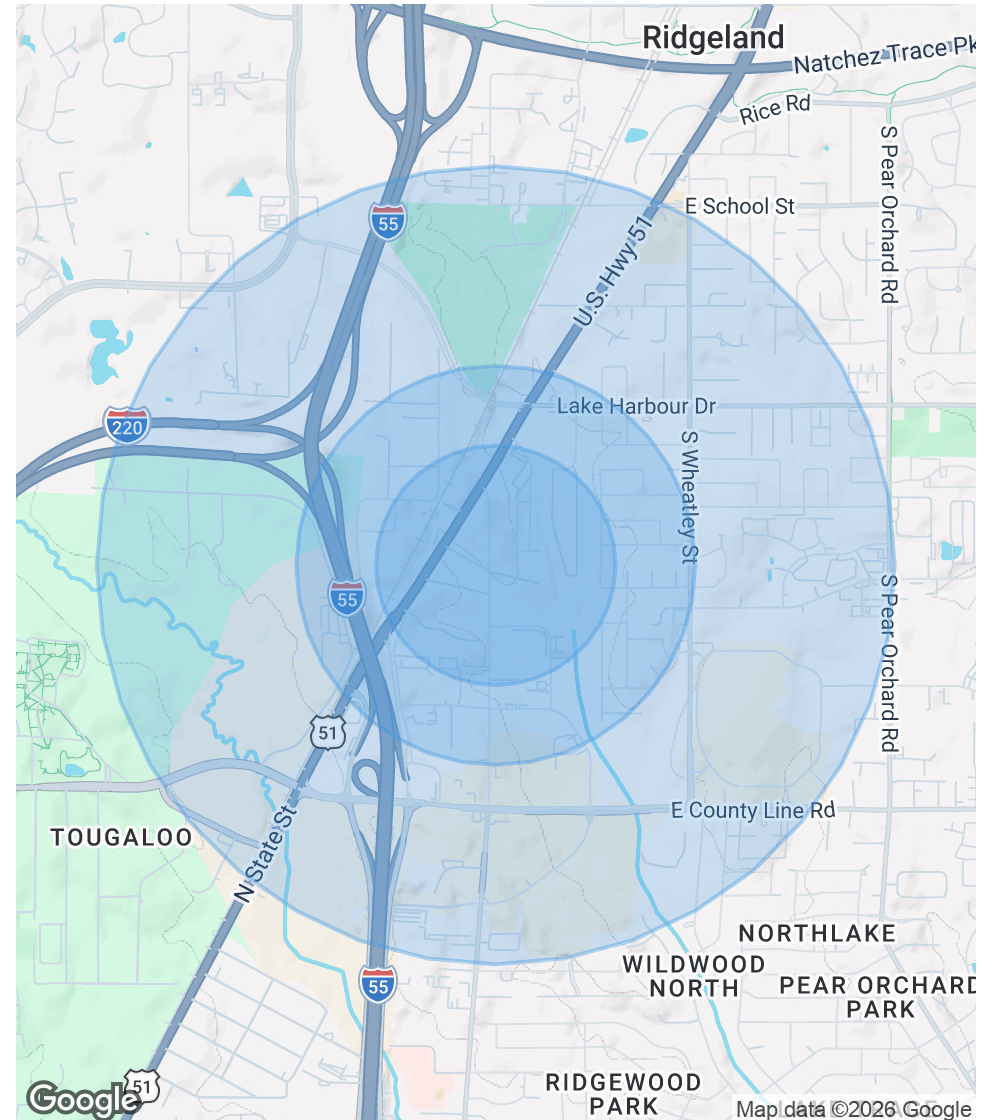 Ridgeland
Natchez Trace Pk
Rice Rd
S Pear Orchard Rd
E School St
55
U.S. Hwy 51
Lake Harbour Dr
220
S Wheatley St
55
S Pear Orchard Rd
51
E County Line Rd
TOUGALOO
N State St
NORTHLAKE
WILDWOOD
NORTH
PEAR ORCHARD
PARK
55
RIDGEWOOD
PARK
51
Google
Map data ©2026 Google